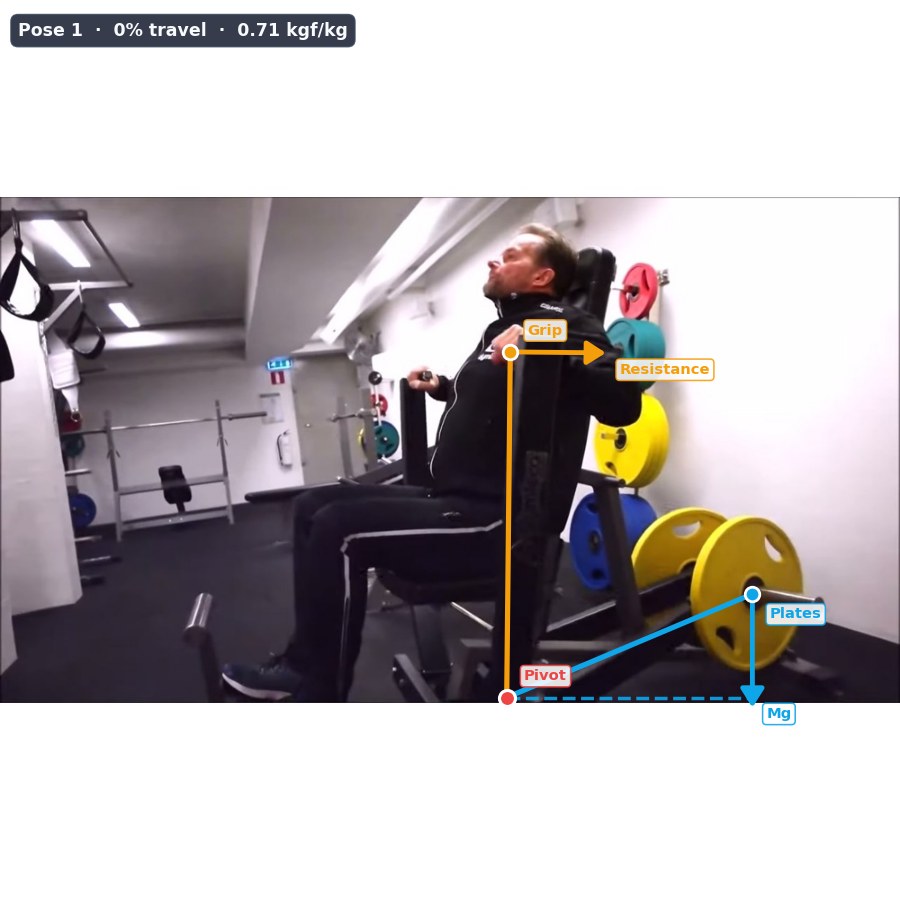 Pose 1 · 0% travel · 0.71 kgf/kg
Grip
Resistance
Plates
Pivot
Mg